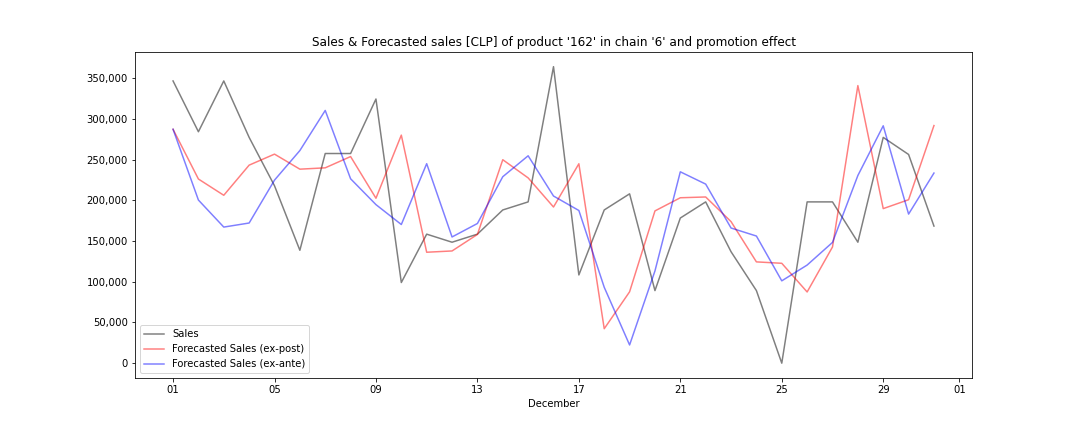 Sales & Forecasted sales [CLP] of product '162' in chain '6' and promotion effect
350,000
300,000
250,000
200,000
150,000
100,000
50,000
0
Sales
Forecasted Sales (ex-post)
Forecasted Sales (ex-ante)
01 05 09 13 17 21 25 29 01
December